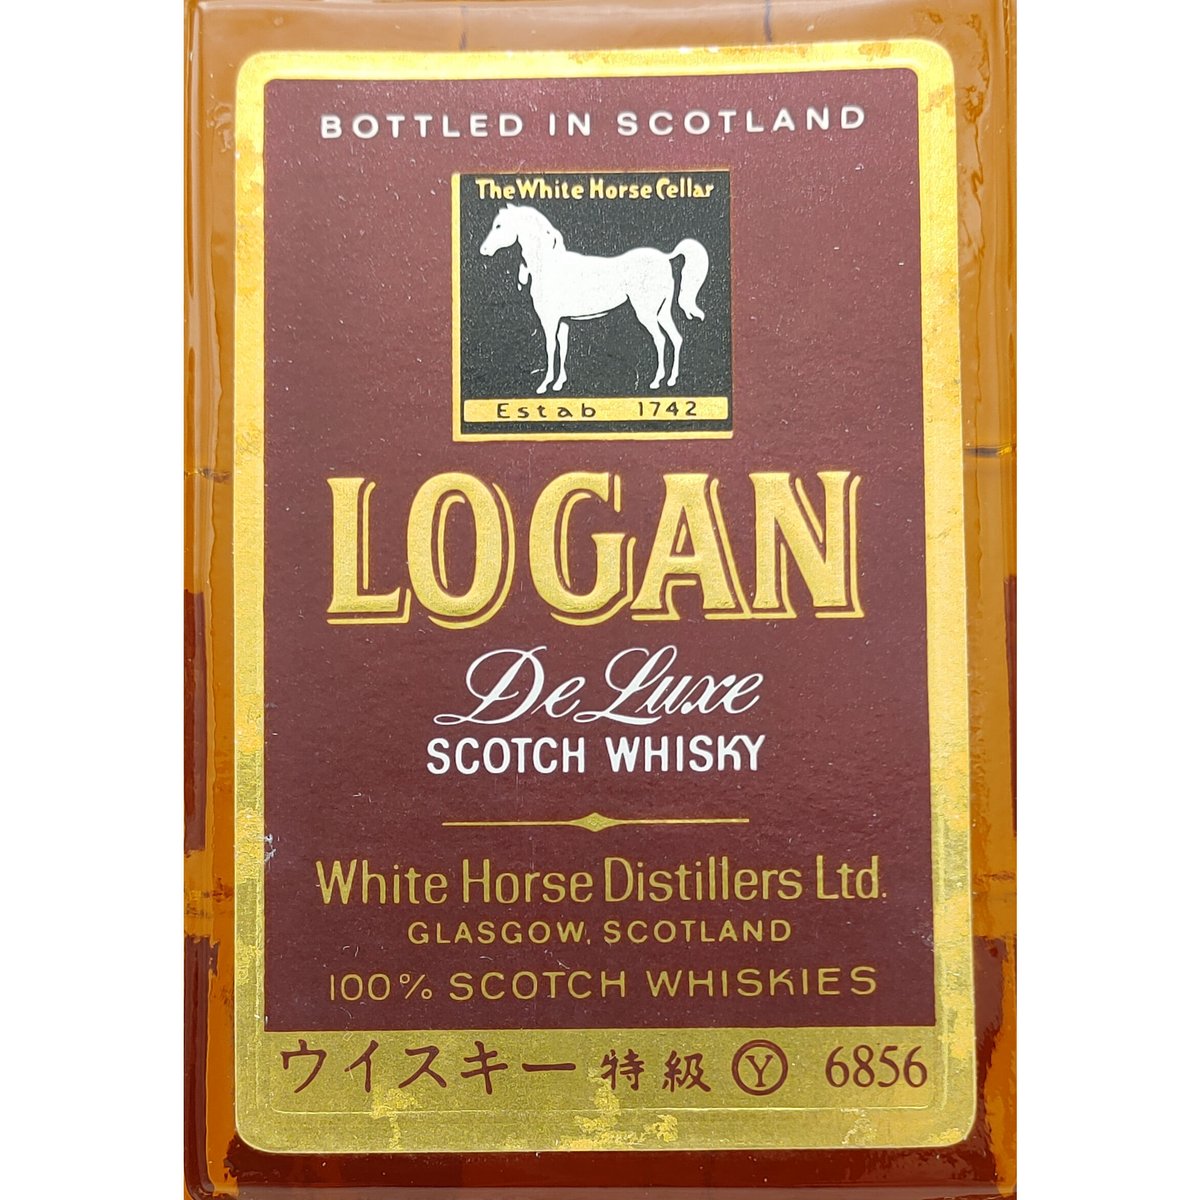 BOTTLED IN SCOTLAND
The White Horse Cellar
Estab 1742
LOGAN
De Luxe
SCOTCH WHISKY
White Horse Distillers Ltd.
GLASGOW, SCOTLAND
100% SCOTCH WHISKIES
ウイスキー 特級 Ⓨ 6856